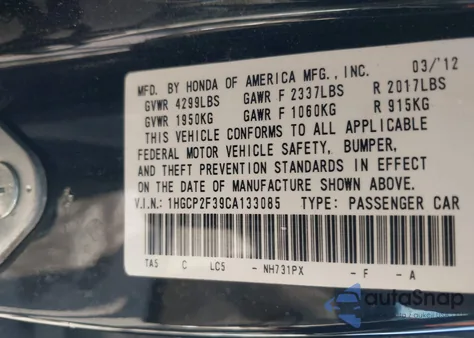 MFD. BY HONDA OF AMERICA MFG., INC. 03/'12
GVWR 4299LBS GAWR F 2337LBS R 2017LBS
GVWR 1950KG GAWR F 1060KG R 915KG
THIS VEHICLE CONFORMS TO ALL APPLICABLE
FEDERAL MOTOR VEHICLE SAFETY, BUMPER,
AND THEFT PREVENTION STANDARDS IN EFFECT
ON THE DATE OF MANUFACTURE SHOWN ABOVE.
V.I.N.: 1HGCP2F39CA133085 TYPE: PASSENGER CAR
TA5 C LC5 - NH731PX - F - A
autoSnap